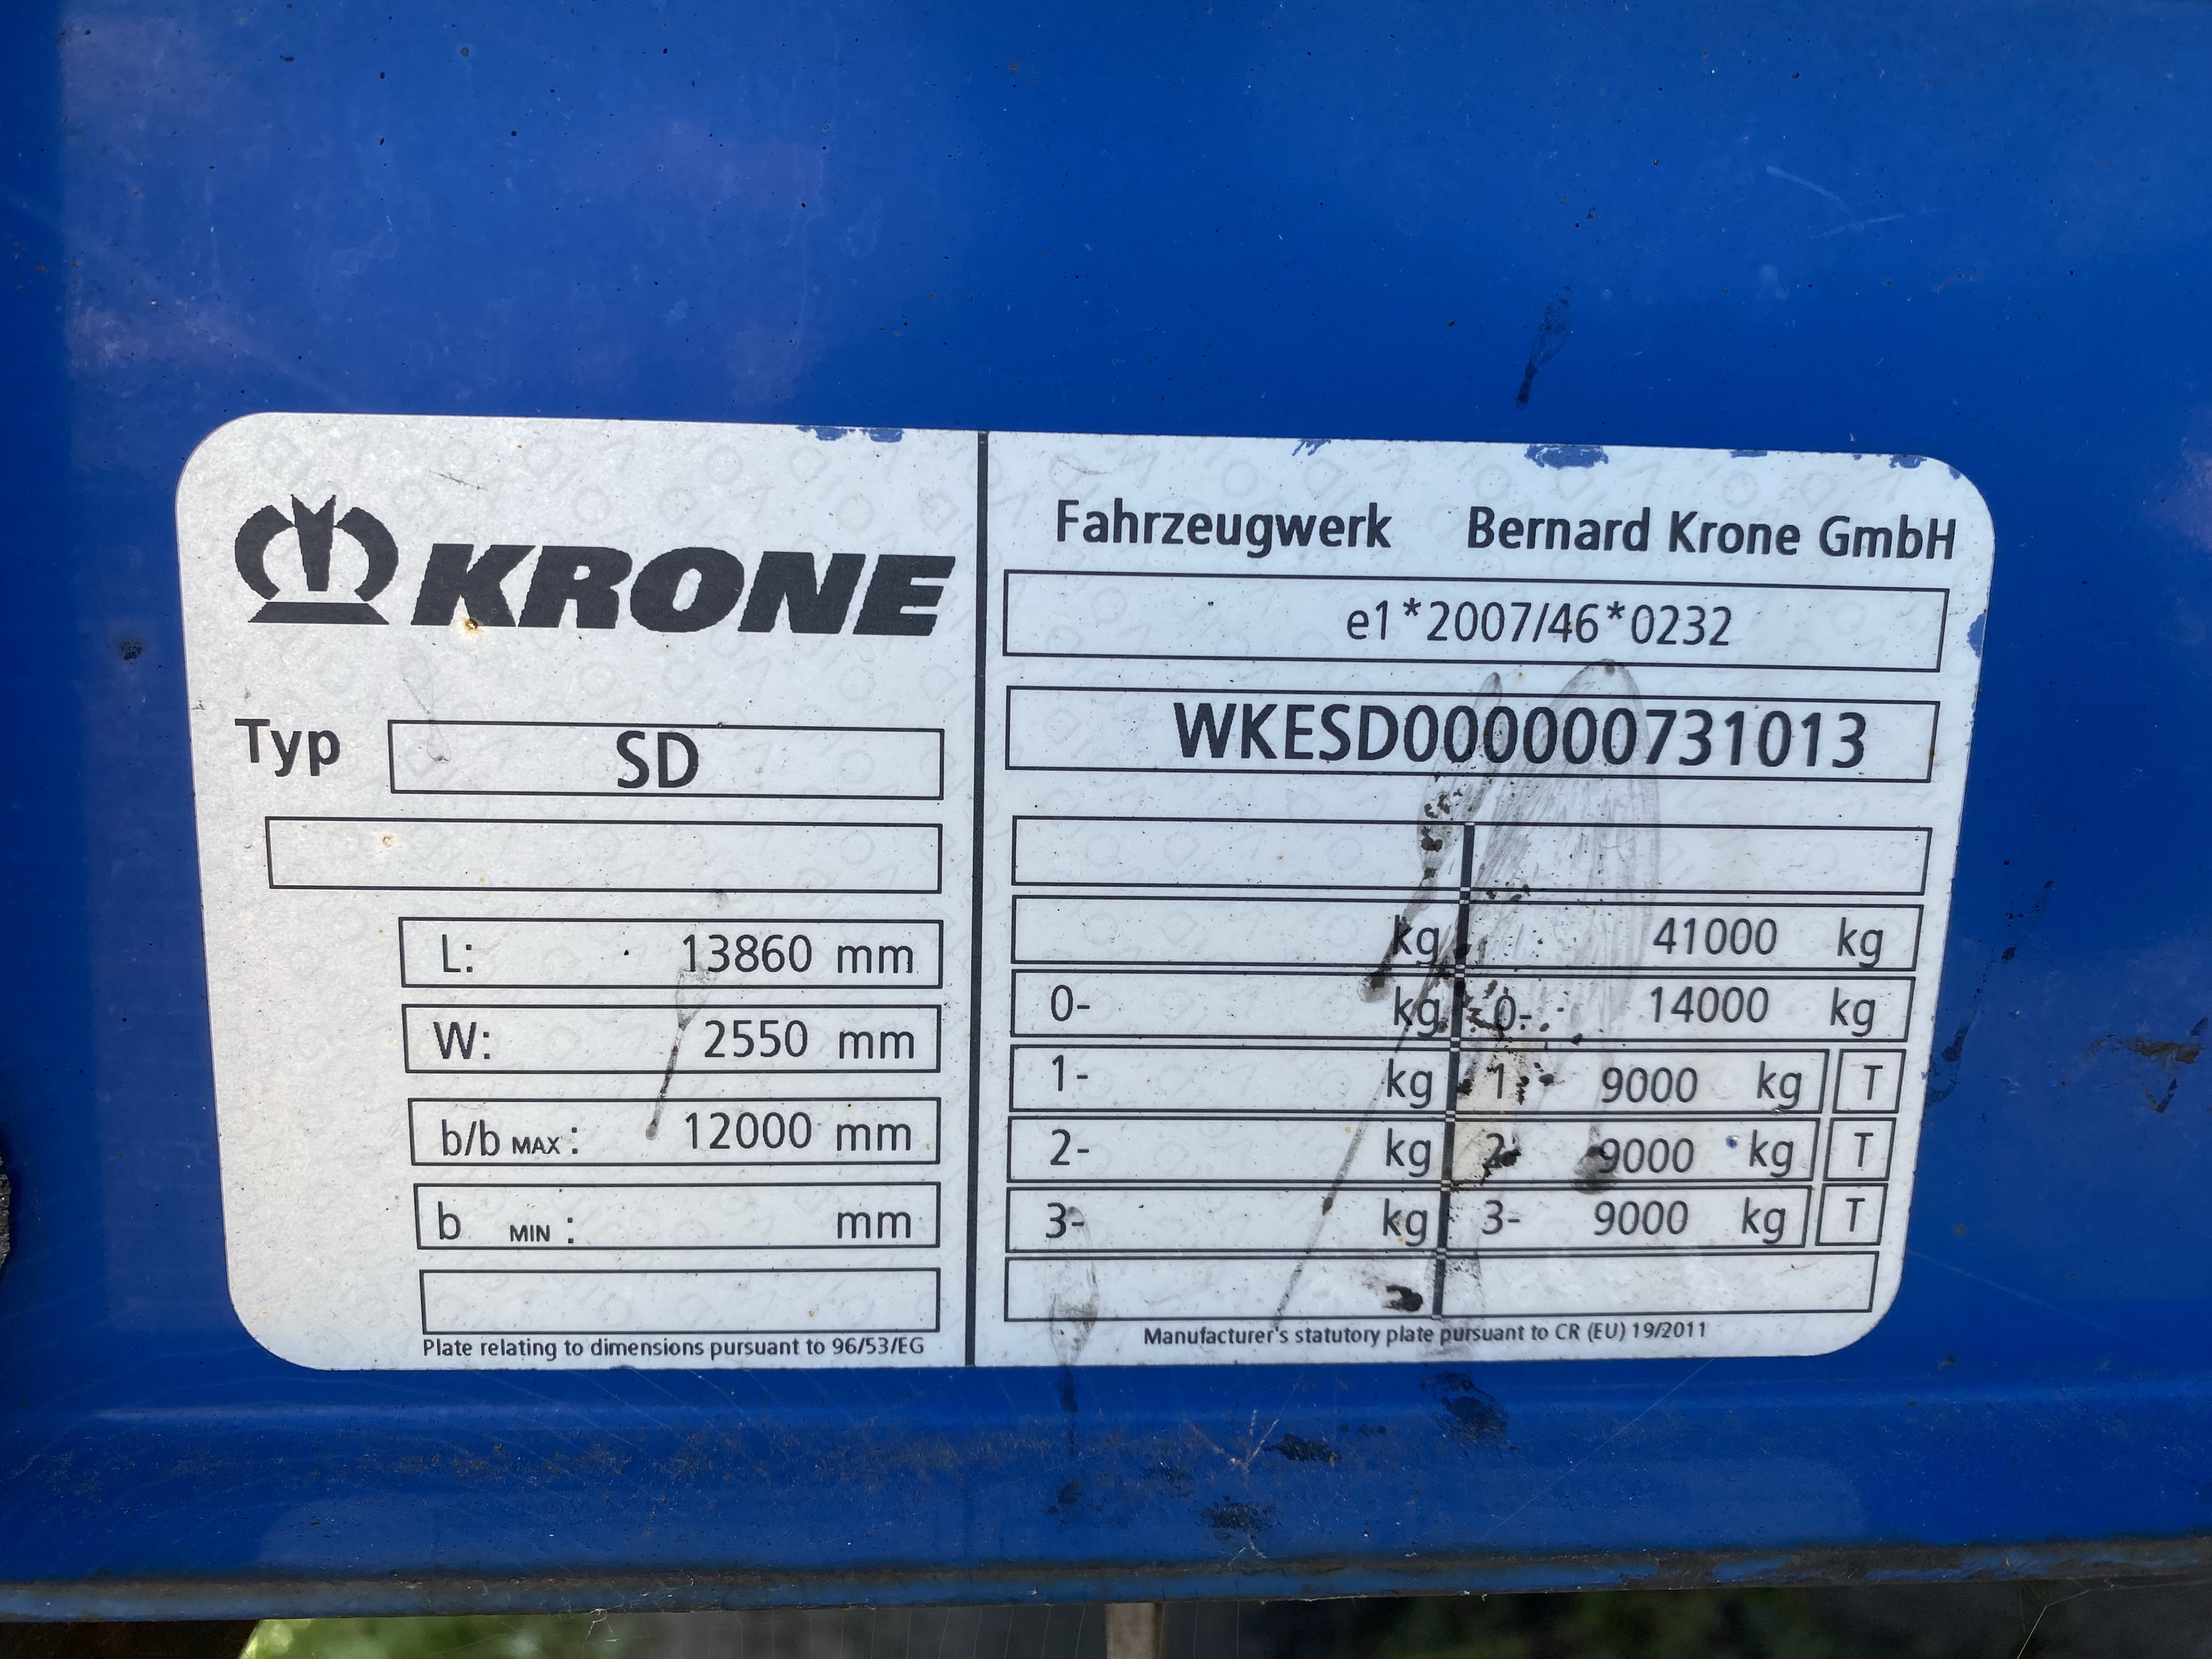 KRONE
Typ SD
L: 13860 mm
W: 2550 mm
b/b MAX : 12000 mm
b MIN : mm
Plate relating to dimensions pursuant to 96/53/EG
Fahrzeugwerk Bernard Krone GmbH
e1*2007/46*0232
WKESD000000731013
kg 41000 kg
0- kg 0- 14000 kg
1- kg 1- 9000 kg T
2- kg 2- 9000 kg T
3- kg 3- 9000 kg T
Manufacturer's statutory plate pursuant to CR (EU) 19/2011